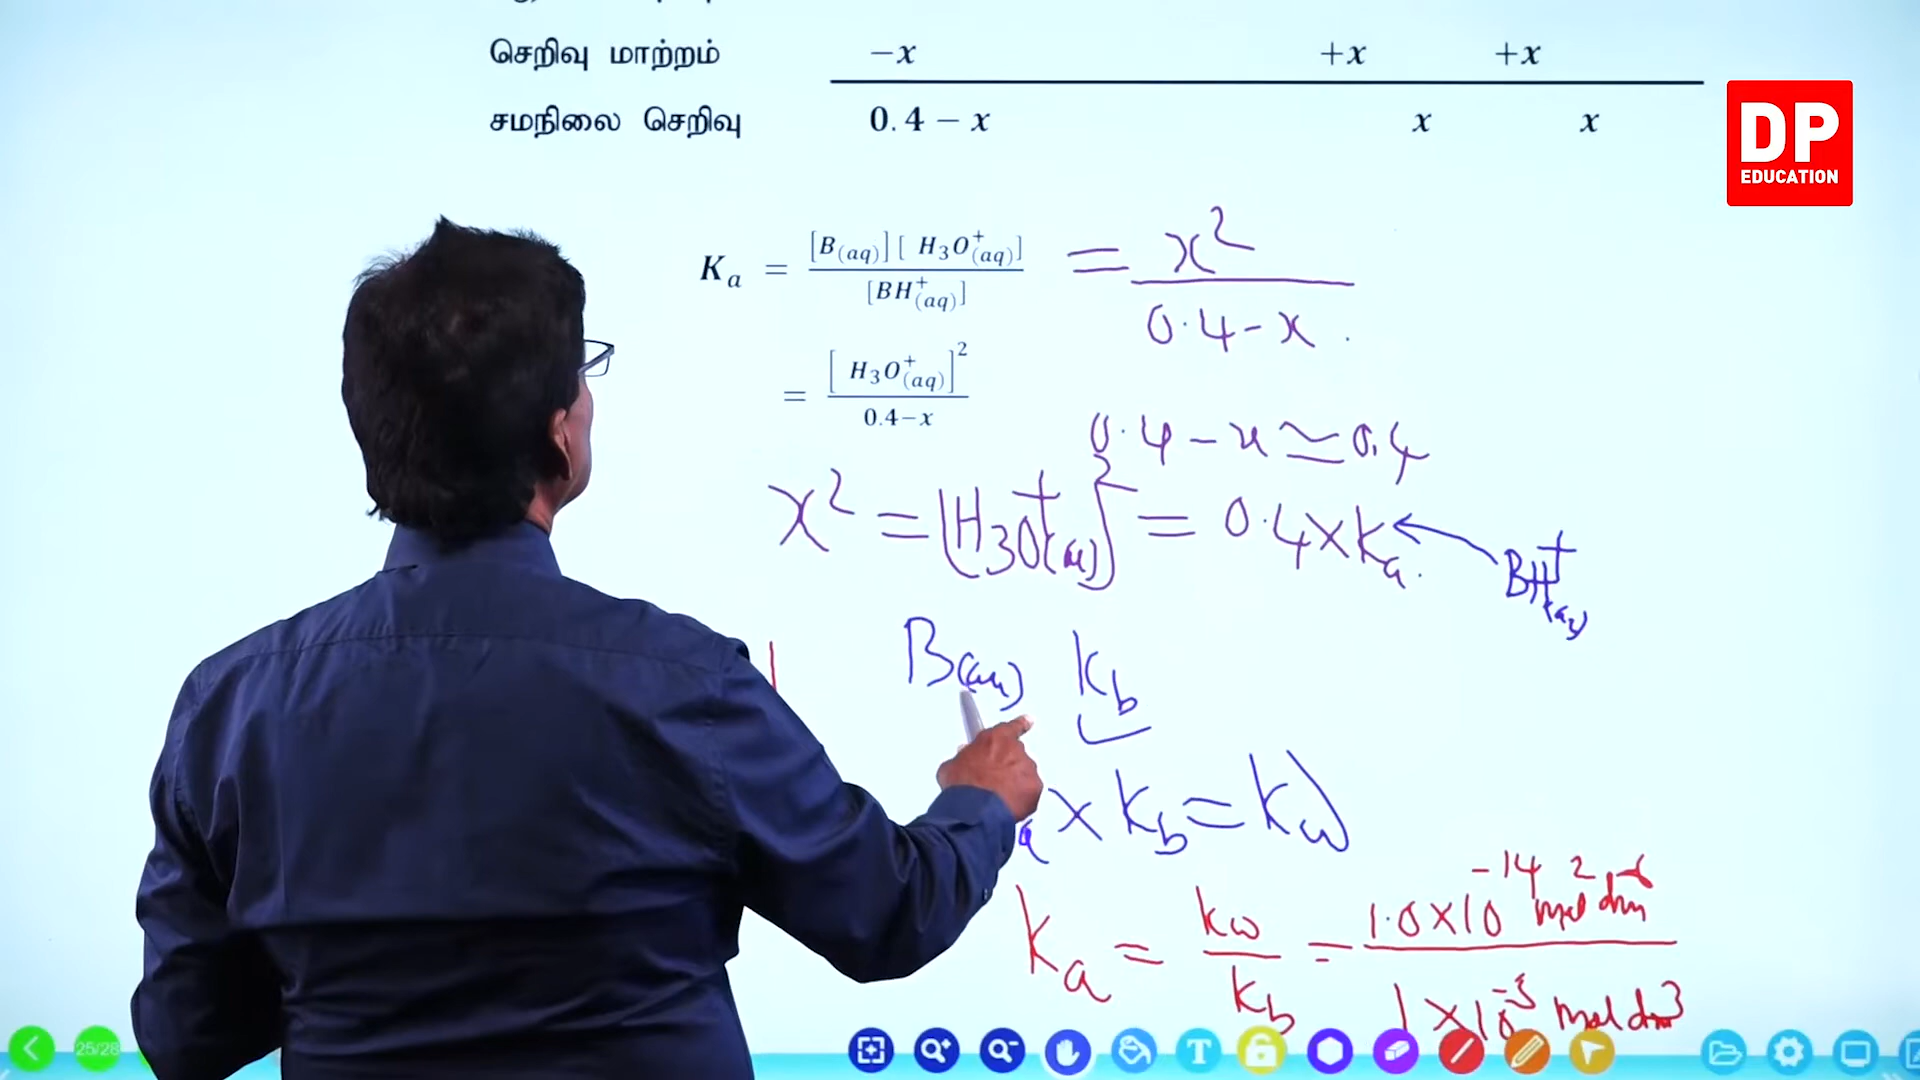 செறிவு மாற்றம் −x +x +x
சமநிலை செறிவு 0.4 − x x x
DP
EDUCATION
Ka = [B(aq)] [ H3O+(aq)] / [BH+(aq)] = x² / 0.4 − x
= [ H3O+(aq)]² / 0.4−x
0.4 − x ≃ 0.4
x² = [H3O+(aq)]² = 0.4 × Ka
BH+(aq)
B(aq) Kb
a × Kb = Kw
Ka = Kw / Kb = 1.0 × 10⁻¹⁴ mol² dm⁻⁶ / 1 × 10⁻⁵ mol dm⁻³
25/28
T